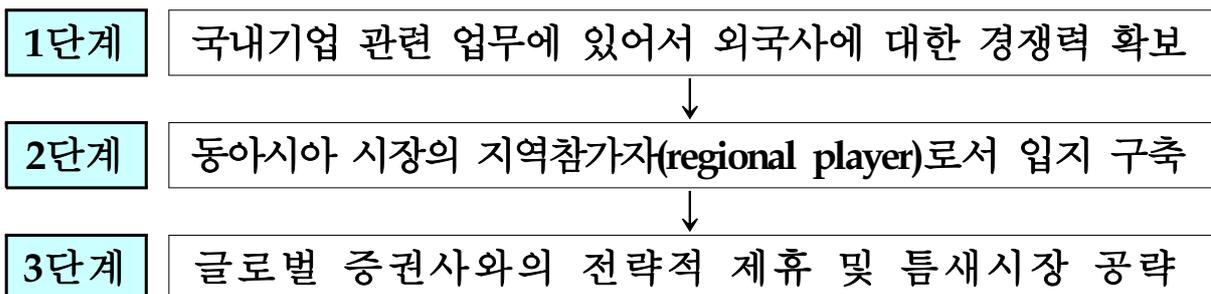 1단계 국내기업 관련 업무에 있어서 외국사에 대한 경쟁력 확보
2단계 동아시아 시장의 지역참가자(regional player)로서 입지 구축
3단계 글로벌 증권사와의 전략적 제휴 및 틈새시장 공략